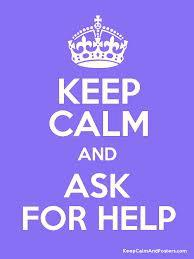 KEEP
CALM
AND
ASK
FOR HELP
KeepCalmAndPosters.com